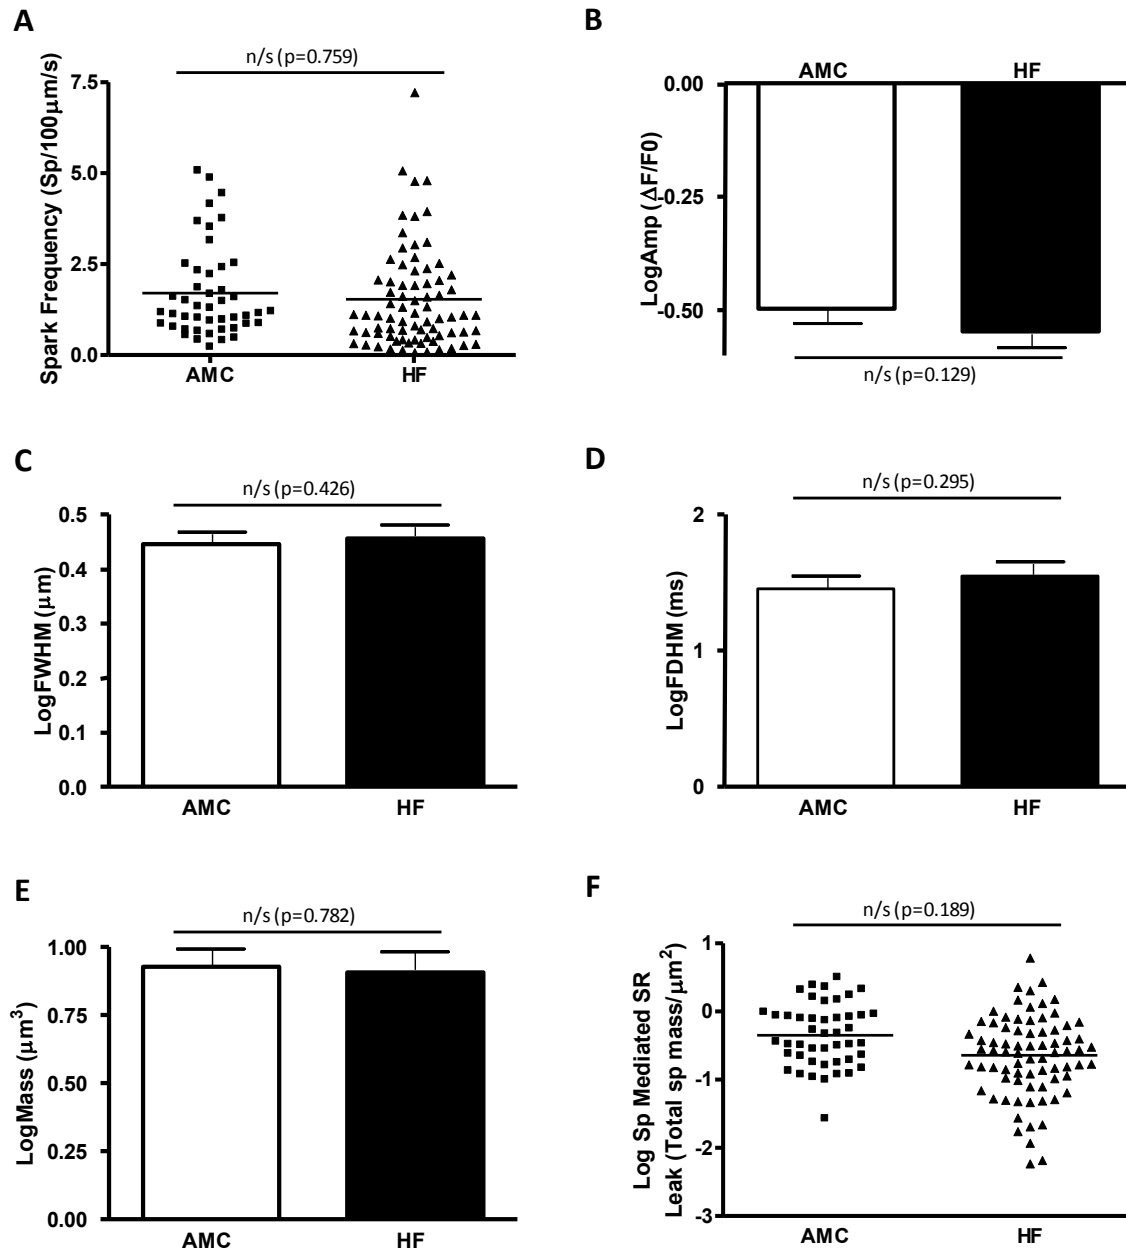 A
n/s (p=0.759)
Spark Frequency (Sp/100μm/s)
7.5
5.0
2.5
0.0
AMC HF
B
AMC HF
LogAmp (ΔF/F0)
0.00
-0.25
-0.50
n/s (p=0.129)
C
n/s (p=0.426)
LogFWHM (μm)
0.5
0.4
0.3
0.2
0.1
0.0
AMC HF
D
n/s (p=0.295)
LogFDHM (ms)
2
1
0
AMC HF
E
n/s (p=0.782)
LogMass (μm³)
1.00
0.75
0.50
0.25
0.00
AMC HF
F
n/s (p=0.189)
Log Sp Mediated SR
Leak (Total sp mass/μm²)
1
0
-1
-2
-3
AMC HF